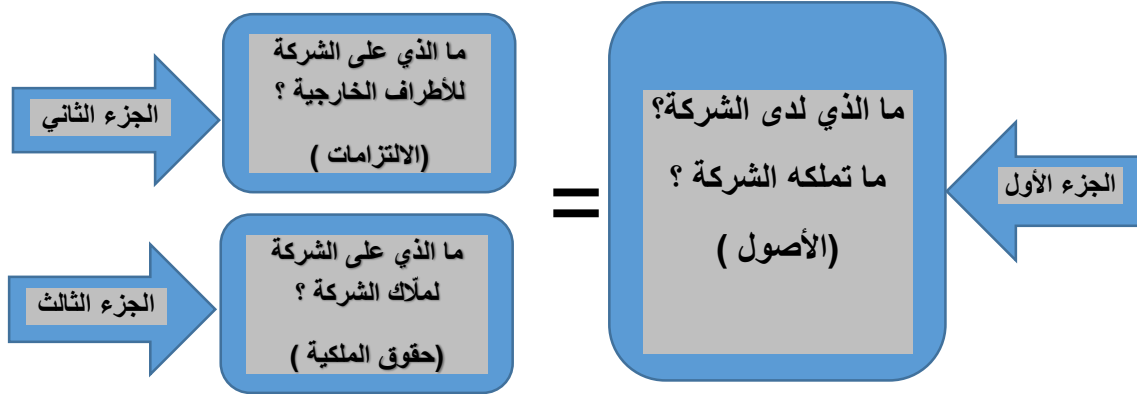 الجزء الأول
ما الذي لدى الشركة؟
ما تملكه الشركة ؟
(الأصول )
=
ما الذي على الشركة
للأطراف الخارجية ؟
(الالتزامات )
الجزء الثاني
ما الذي على الشركة
لملّاك الشركة ؟
(حقوق الملكية )
الجزء الثالث